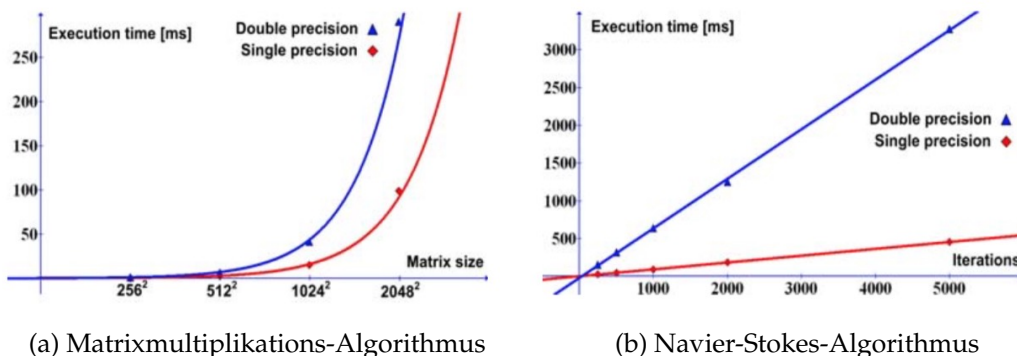 Execution time [ms]
Double precision
Single precision
250
200
150
100
50
Matrix size
256²
512²
1024²
2048²
(a) Matrixmultiplikations-Algorithmus
Execution time [ms]
3000
2500
2000
1500
1000
500
Double precision
Single precision
Iterations
1000
2000
3000
4000
5000
(b) Navier-Stokes-Algorithmus